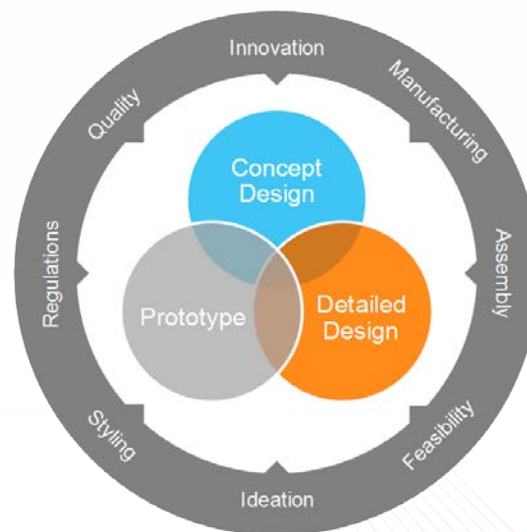 Innovation
Manufacturing
Assembly
Feasibility
Ideation
Styling
Regulations
Quality
Concept
Design
Prototype
Detailed
Design